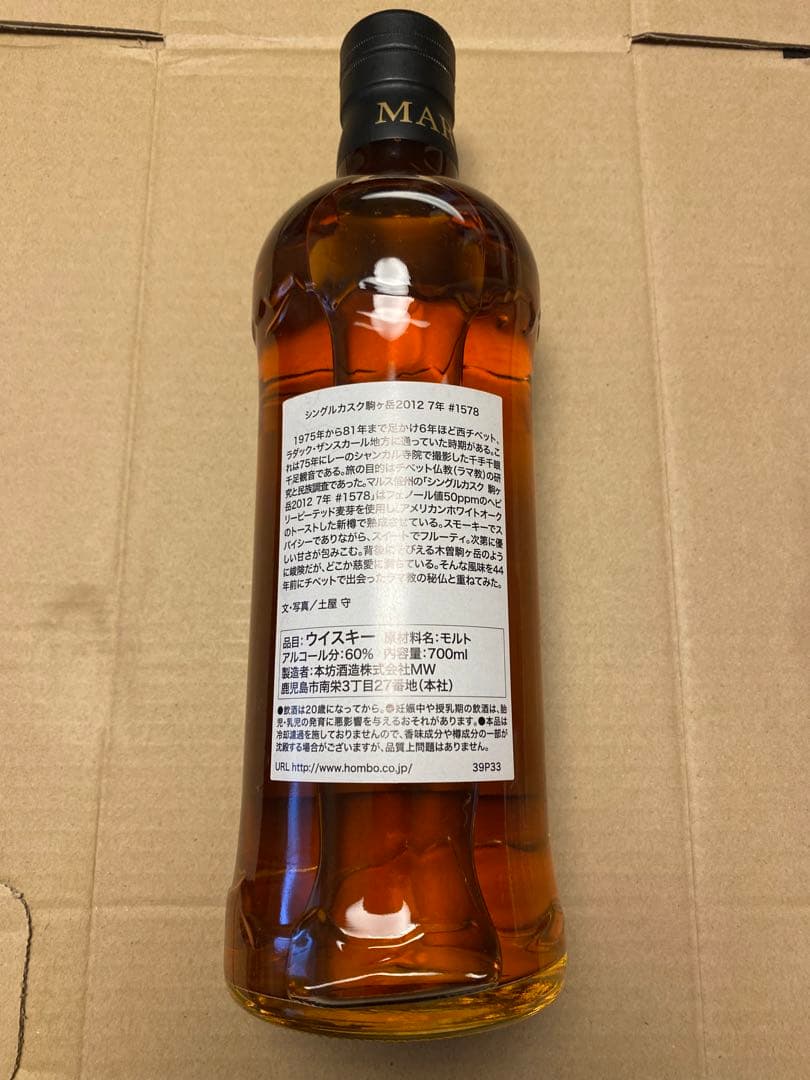 MAR
シングルカスク駒ヶ岳2012 7年 #1578
1975年から81年まで足かけ6年ほど西チベット、
ラダック・ザンスカール地方に通っていた時期がある。こ
れは75年にレーのシャンカル寺院で撮影した千手千眼
千足観音である。旅の目的はチベット仏教(ラマ教)の研
究と民族調査であった。マルス信州の「シングルカスク 駒ヶ
岳2012 7年 #1578」はフェノール値50ppmのヘビ
リーピーテッド麦芽を使用し、アメリカンホワイトオーク
のトーストした新樽で熟成させている。スモーキーでス
パイシーでありながら、スイートでフルーティ。次第に優
しい甘さが包みこむ。背後にそびえる木曽駒ヶ岳のよう
に峻険だが、どこか慈愛に満ちている。そんな風味を44
年前にチベットで出会ったラマ教の秘仏と重ねてみた。
文・写真/土屋 守
品目:ウイスキー 原材料名:モルト
アルコール分:60% 内容量:700ml
製造者:本坊酒造株式会社MW
鹿児島市南栄3丁目27番地(本社)
●飲酒は20歳になってから。●妊娠中や授乳期の飲酒は、胎
児・乳児の発育に悪影響を与えるおそれがあります。●本品は
冷却濾過を施しておりませんので、香味成分や樽成分の一部が
沈殿する場合がございますが、品質上問題はありません。
URL http://www.hombo.co.jp/ 39P33